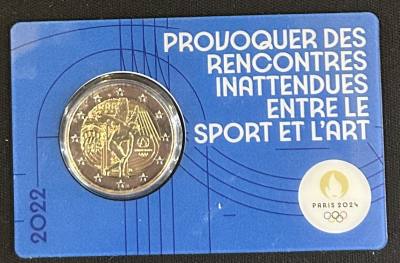 PROVOQUER DES
RENCONTRES
INATTENDUES
ENTRE LE
SPORT ET L'ART
2022
PARIS 2024